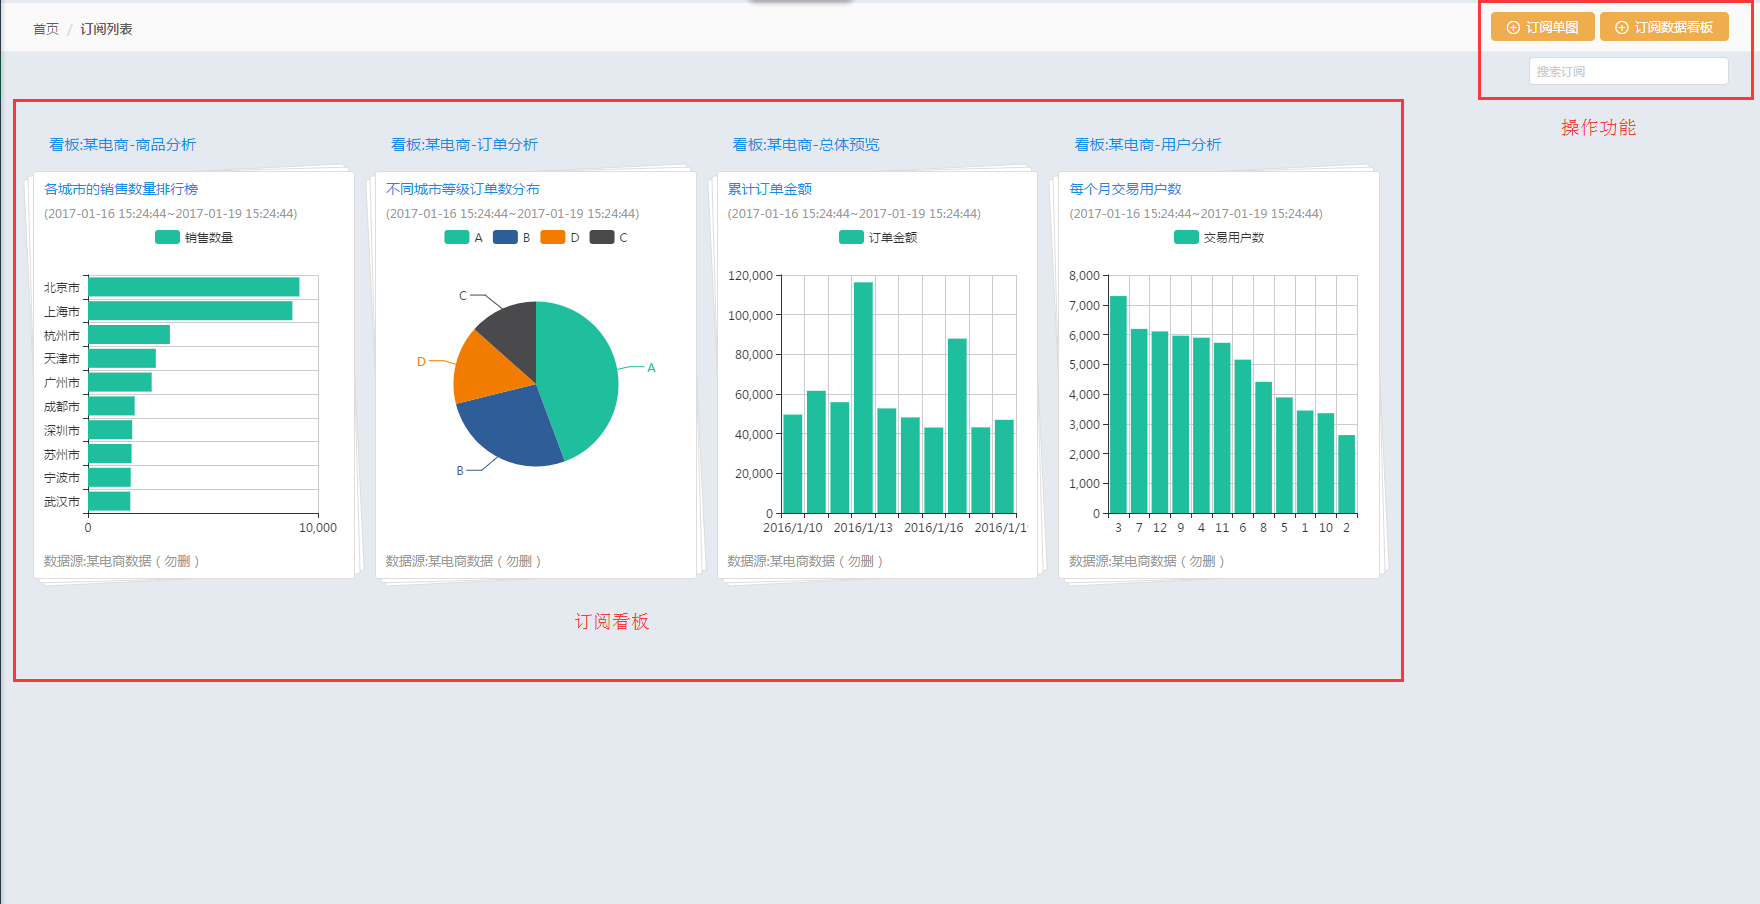 首页 / 订阅列表
订阅单图
订阅数据看板
搜索订阅
操作功能
看板:某电商-商品分析
各城市的销售数量排行榜
(2017-01-16 15:24:44~2017-01-19 15:24:44)
销售数量
北京市
上海市
杭州市
天津市
广州市
成都市
深圳市
苏州市
宁波市
武汉市
0 10,000
数据源:某电商数据（勿删）
看板:某电商-订单分析
不同城市等级订单数分布
(2017-01-16 15:24:44~2017-01-19 15:24:44)
A B D C
C
D
A
B
数据源:某电商数据（勿删）
看板:某电商-总体预览
累计订单金额
(2017-01-16 15:24:44~2017-01-19 15:24:44)
订单金额
120,000
100,000
80,000
60,000
40,000
20,000
0
2016/1/10 2016/1/13 2016/1/16 2016/1/1
数据源:某电商数据（勿删）
看板:某电商-用户分析
每个月交易用户数
(2017-01-16 15:24:44~2017-01-19 15:24:44)
交易用户数
8,000
7,000
6,000
5,000
4,000
3,000
2,000
1,000
0
3 7 12 9 4 11 6 8 5 1 10 2
数据源:某电商数据（勿删）
订阅看板